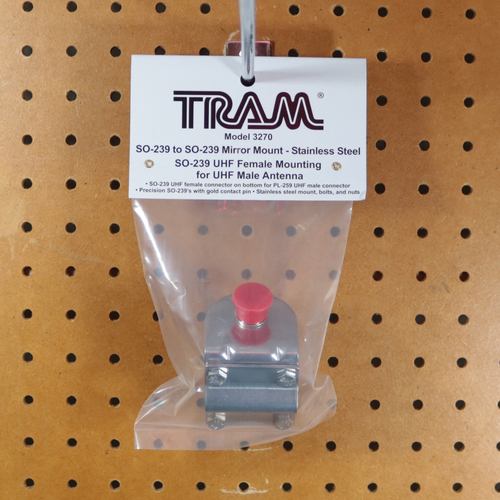 TRAM®
Model 3270
SO-239 to SO-239 Mirror Mount - Stainless Steel
SO-239 UHF Female Mounting
for UHF Male Antenna
• SO-239 UHF female connector on bottom for PL-259 UHF male connector
• Precision SO-239's with gold contact pin • Stainless steel mount, bolts, and nuts